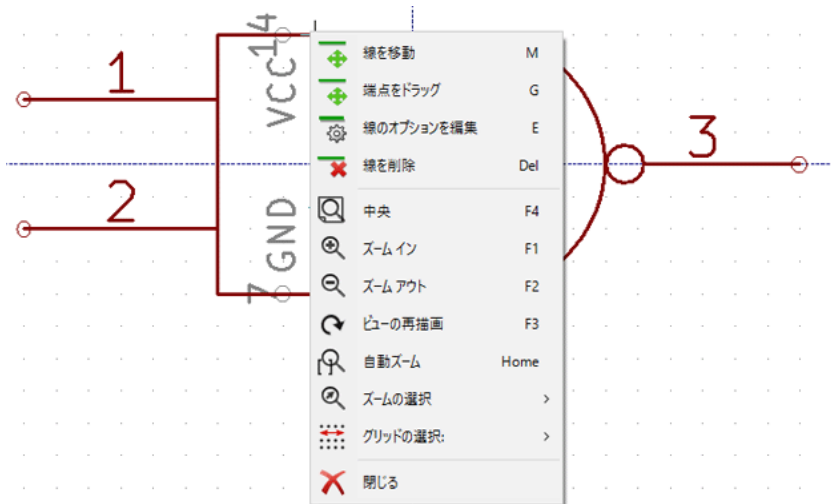 1
2
3
14
VCC
GND
7
線を移動 M
端点をドラッグ G
線のオプションを編集 E
線を削除 Del
中央 F4
ズーム イン F1
ズーム アウト F2
ビューの再描画 F3
自動ズーム Home
ズームの選択 >
グリッドの選択: >
閉じる